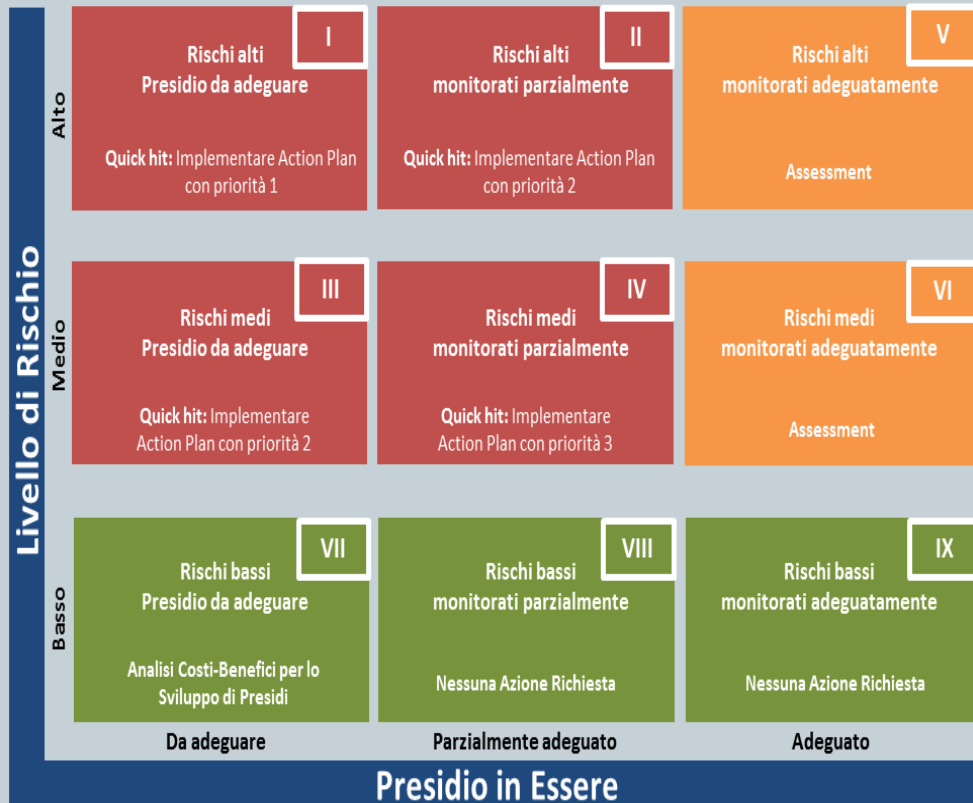 Livello di Rischio
Alto
I
Rischi alti
Presidio da adeguare
Quick hit: Implementare Action Plan
con priorità 1
II
Rischi alti
monitorati parzialmente
Quick hit: Implementare Action Plan
con priorità 2
V
Rischi alti
monitorati adeguatamente
Assessment
Medio
III
Rischi medi
Presidio da adeguare
Quick hit: Implementare
Action Plan con priorità 2
IV
Rischi medi
monitorati parzialmente
Quick hit: Implementare
Action Plan con priorità 3
VI
Rischi medi
monitorati adeguatamente
Assessment
Basso
VII
Rischi bassi
Presidio da adeguare
Analisi Costi-Benefici per lo
Sviluppo di Presidi
VIII
Rischi bassi
monitorati parzialmente
Nessuna Azione Richiesta
IX
Rischi bassi
monitorati adeguatamente
Nessuna Azione Richiesta
Da adeguare
Parzialmente adeguato
Adeguato
Presidio in Essere